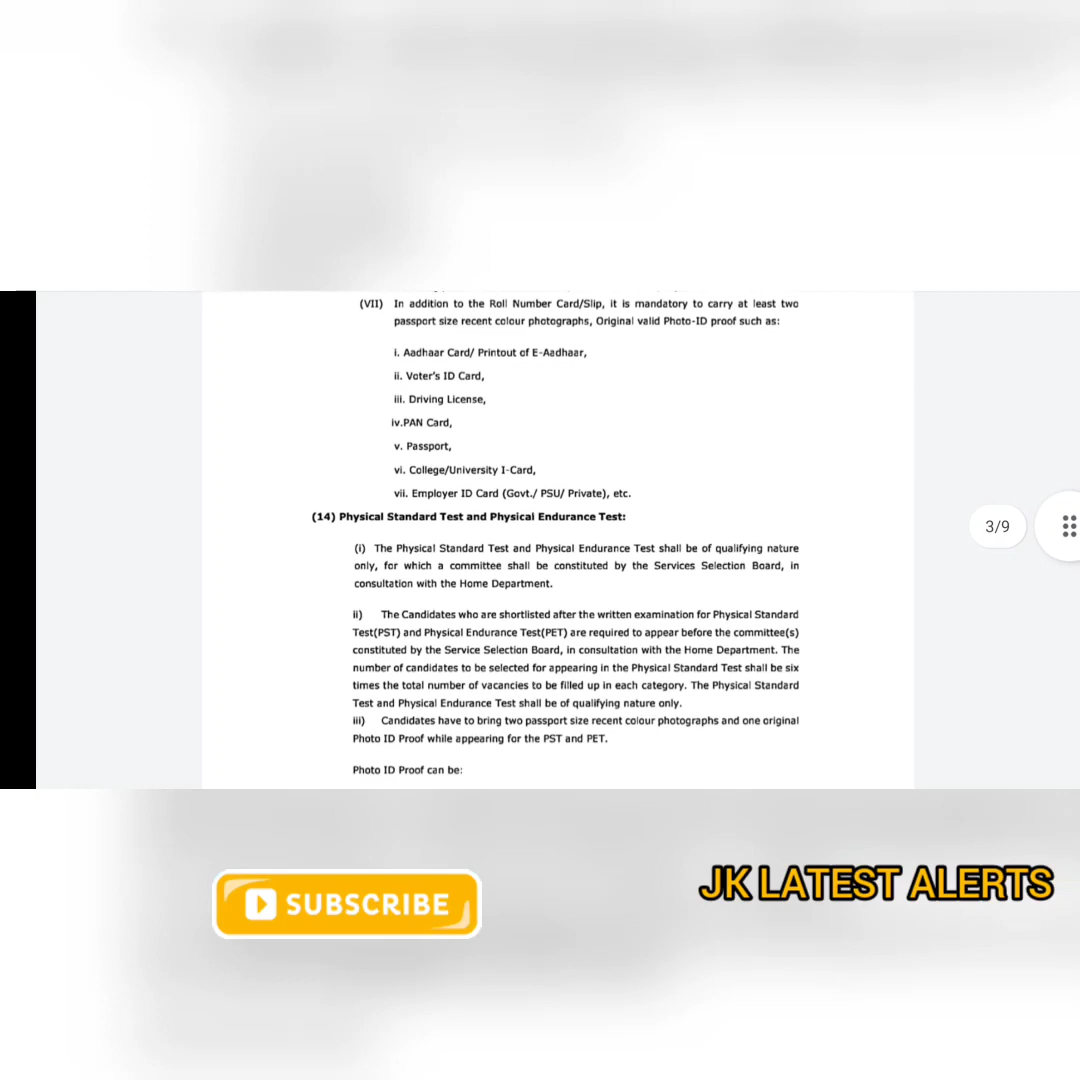 (VII) In addition to the Roll Number Card/Slip, it is mandatory to carry at least two
passport size recent colour photographs, Original valid Photo-ID proof such as:
i. Aadhaar Card/ Printout of E-Aadhaar,
ii. Voter's ID Card,
iii. Driving License,
iv.PAN Card,
v. Passport,
vi. College/University I-Card,
vii. Employer ID Card (Govt./ PSU/ Private), etc.
(14) Physical Standard Test and Physical Endurance Test:
(i) The Physical Standard Test and Physical Endurance Test shall be of qualifying nature
only, for which a committee shall be constituted by the Services Selection Board, in
consultation with the Home Department.
ii) The Candidates who are shortlisted after the written examination for Physical Standard
Test(PST) and Physical Endurance Test(PET) are required to appear before the committee(s)
constituted by the Service Selection Board, in consultation with the Home Department. The
number of candidates to be selected for appearing in the Physical Standard Test shall be six
times the total number of vacancies to be filled up in each category. The Physical Standard
Test and Physical Endurance Test shall be of qualifying nature only.
iii) Candidates have to bring two passport size recent colour photographs and one original
Photo ID Proof while appearing for the PST and PET.
Photo ID Proof can be:
3/9
SUBSCRIBE
JK LATEST ALERTS